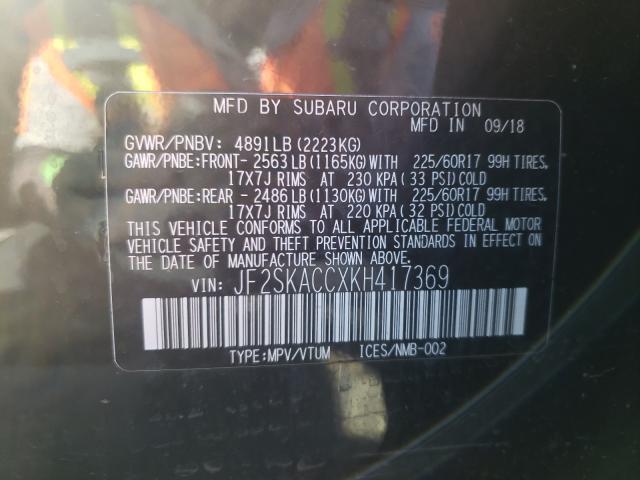 MFD BY SUBARU CORPORATION
MFD IN 09/18
GVWR/PNBV: 4891LB (2223KG)
GAWR/PNBE:FRONT- 2563LB (1165KG)WITH 225/60R17 99H TIRES,
17X7J RIMS AT 230 KPA( 33 PSI)COLD
GAWR/PNBE:REAR - 2486LB (1130KG)WITH 225/60R17 99H TIRES,
17X7J RIMS AT 220 KPA( 32 PSI)COLD
THIS VEHICLE CONFORMS TO ALL APPLICABLE FEDERAL MOTOR
VEHICLE SAFETY AND THEFT PREVENTION STANDARDS IN EFFECT ON
THE DATE OF MANUFACTURE SHOWN ABOVE.
VIN: JF2SKACCXKH417369
TYPE:MPV/VTUM ICES/NMB-002